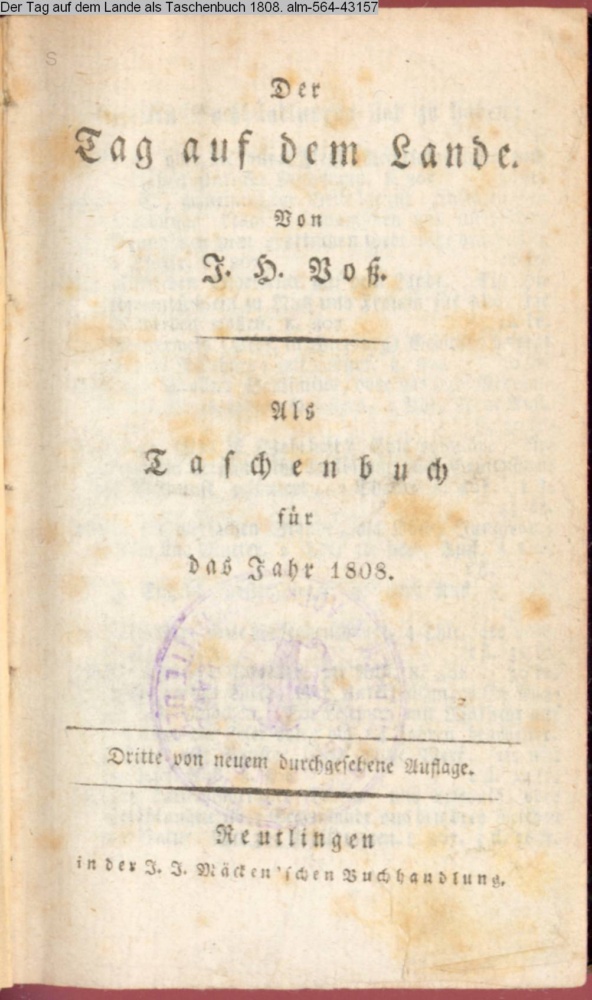 Der Tag auf dem Lande als Taschenbuch 1808. alm-564-43157
Der
Tag auf dem Lande.
Von
J. H. Voß.
Als
Taschenbuch
für
das Jahr 1808.
Dritte von neuem durchgesehene Auflage.
Reutlingen
in der J. J. Mäcken'schen Buchhandlung.